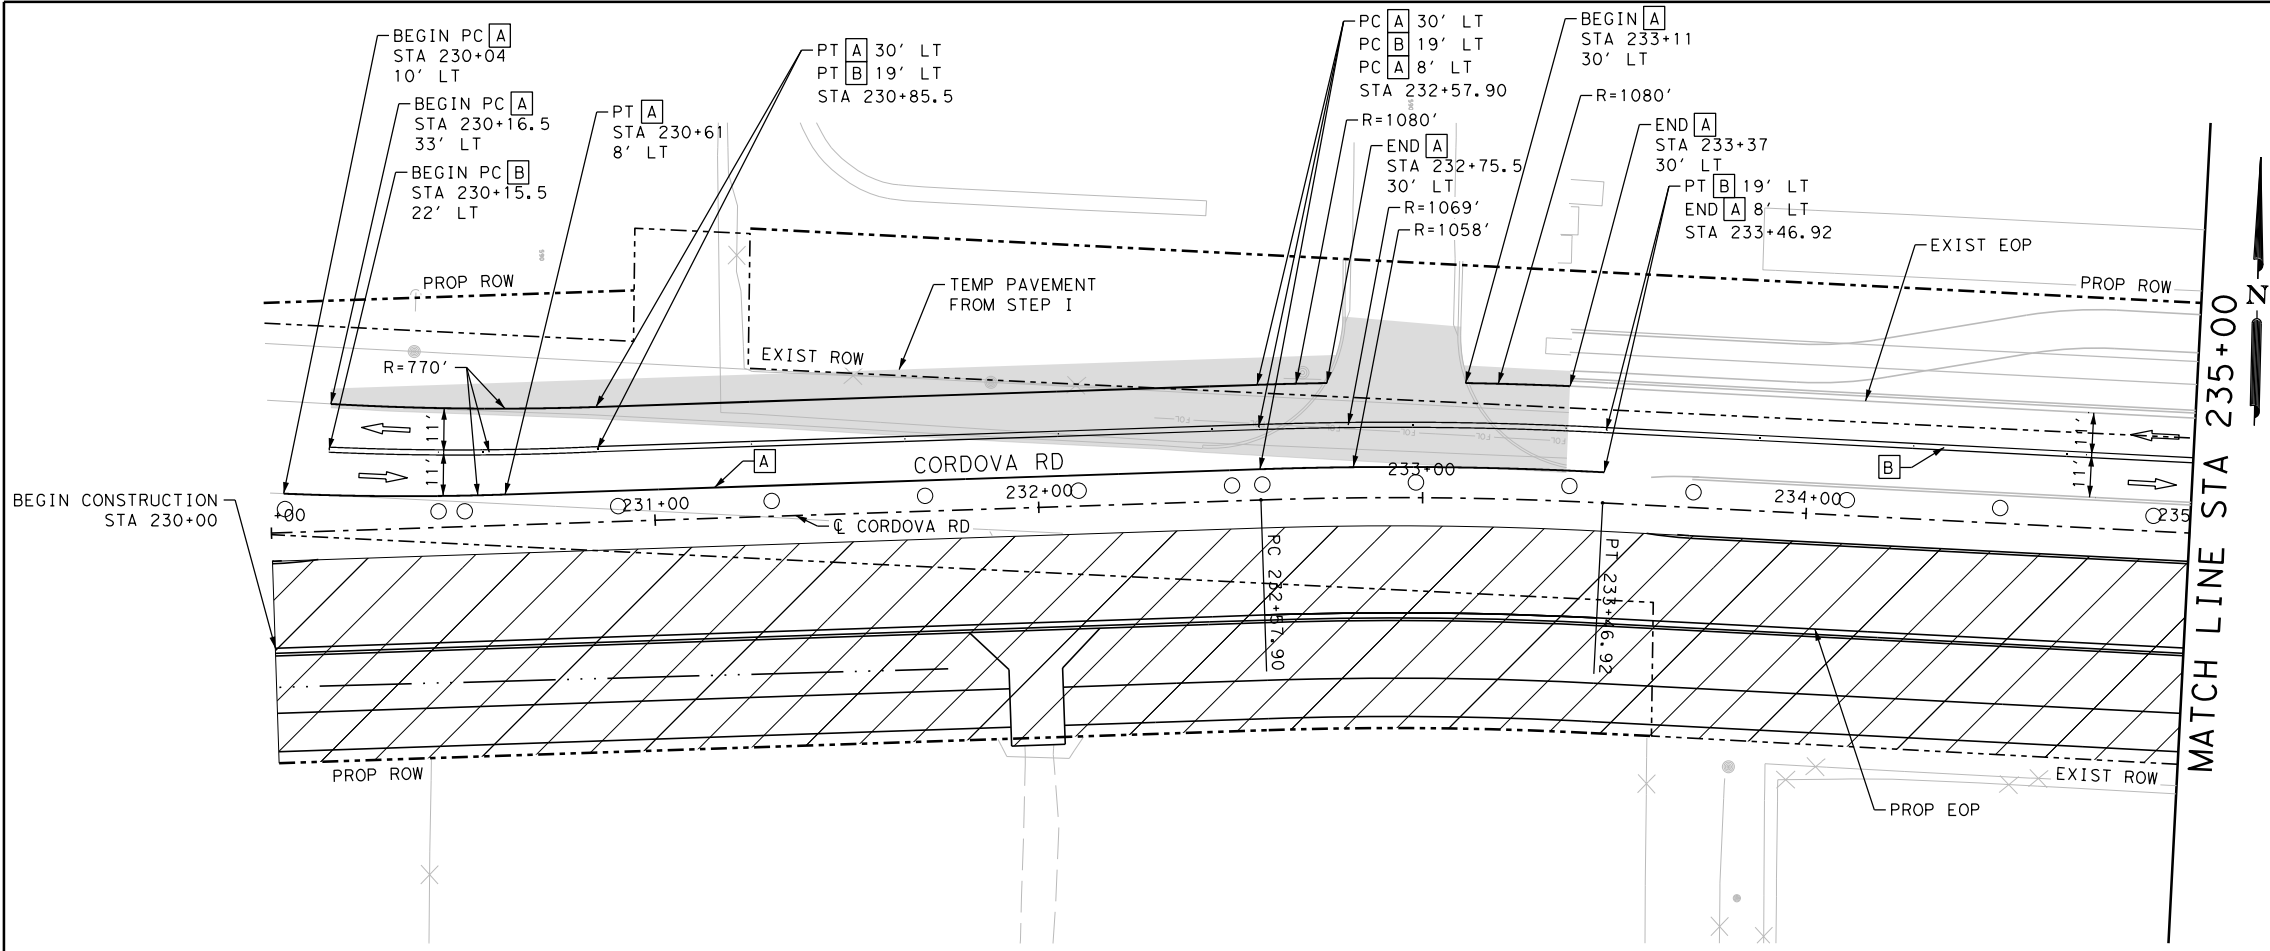 BEGIN PC A
STA 230+04
10' LT
BEGIN PC A
STA 230+16.5
33' LT
BEGIN PC B
STA 230+15.5
22' LT
PT A
STA 230+61
8' LT
PT A 30' LT
PT B 19' LT
STA 230+85.5
PC A 30' LT
PC B 19' LT
PC A 8' LT
STA 232+57.90
R=1080'
END A
STA 232+75.5
30' LT
R=1069'
R=1058'
BEGIN A
STA 233+11
30' LT
R=1080'
END A
STA 233+37
30' LT
PT B 19' LT
END A 8' LT
STA 233+46.92
EXIST EOP
PROP ROW
PROP ROW
TEMP PAVEMENT
FROM STEP I
EXIST ROW
R=770'
11'
11'
11'
11'
CORDOVA RD
A
B
BEGIN CONSTRUCTION
STA 230+00
+00
231+00
232+00
233+00
234+00
235
℄ CORDOVA RD
PC 232+57.90
PT 233+46.92
PROP ROW
EXIST ROW
PROP EOP
MATCH LINE STA 235+00
N